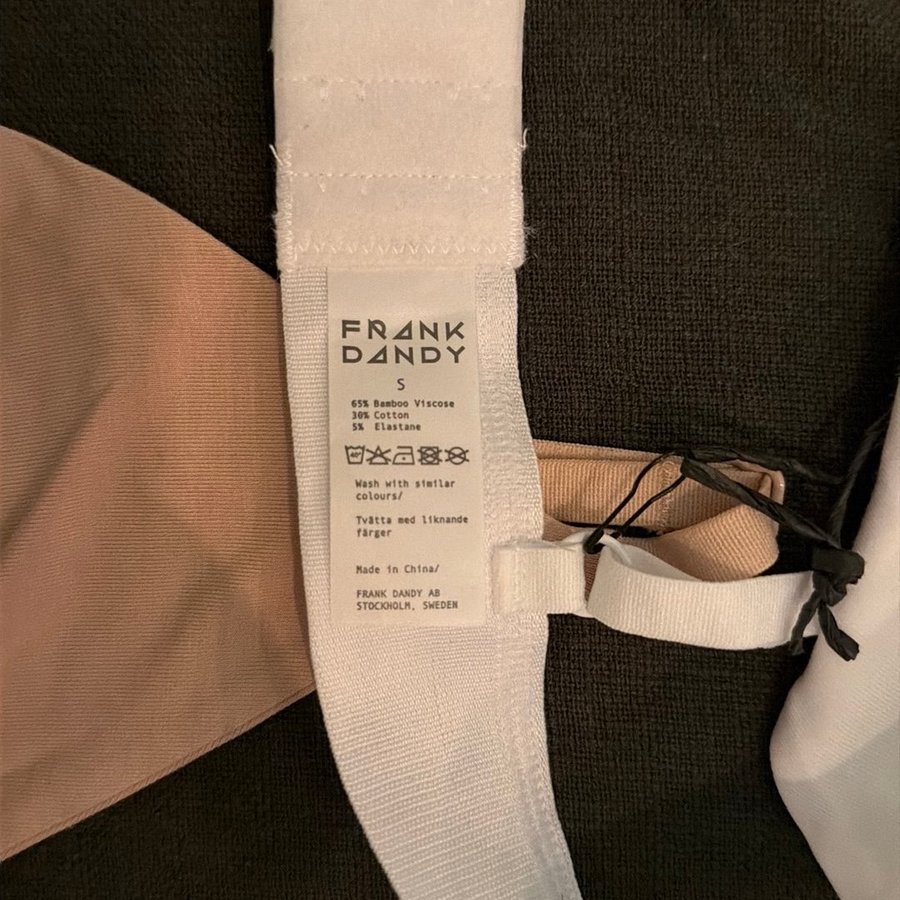 FRANK
DANDY
S
65% Bamboo Viscose
30% Cotton
5% Elastane
40°
Wash with similar
colours/
Tvätta med liknande
färger
Made in China/
FRANK DANDY AB
STOCKHOLM, SWEDEN